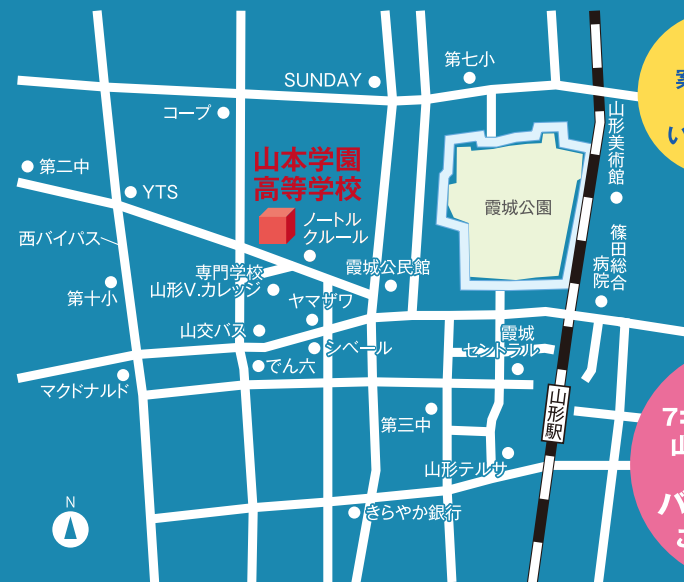 第七小
SUNDAY
コープ
山形美術館
い
第二中
山本学園
高等学校
YTS
霞城公園
ノートル
クルール
西バイパス
篠田総合
病院
専門学校
山形V.カレッジ
霞城公民館
第十小
ヤマザワ
山交バス
シベール
霞城
セントラル
でん六
マクドナルド
山形駅
第三中
7:
山
山形テルサ
バ
N
きらやか銀行